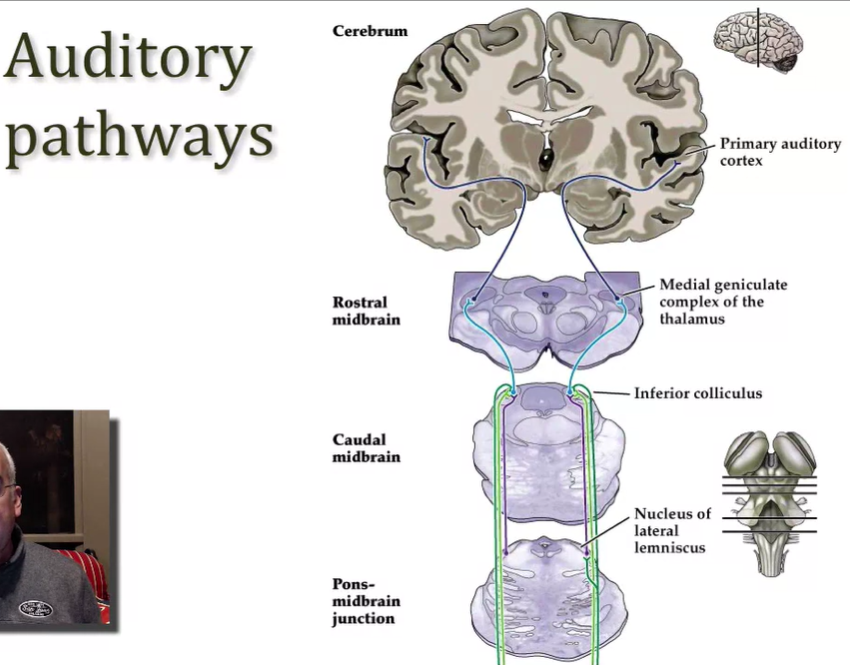 Auditory
pathways
Cerebrum
Primary auditory
cortex
Rostral
midbrain
Medial geniculate
complex of the
thalamus
Inferior colliculus
Caudal
midbrain
Nucleus of
lateral
lemniscus
Pons-
midbrain
junction